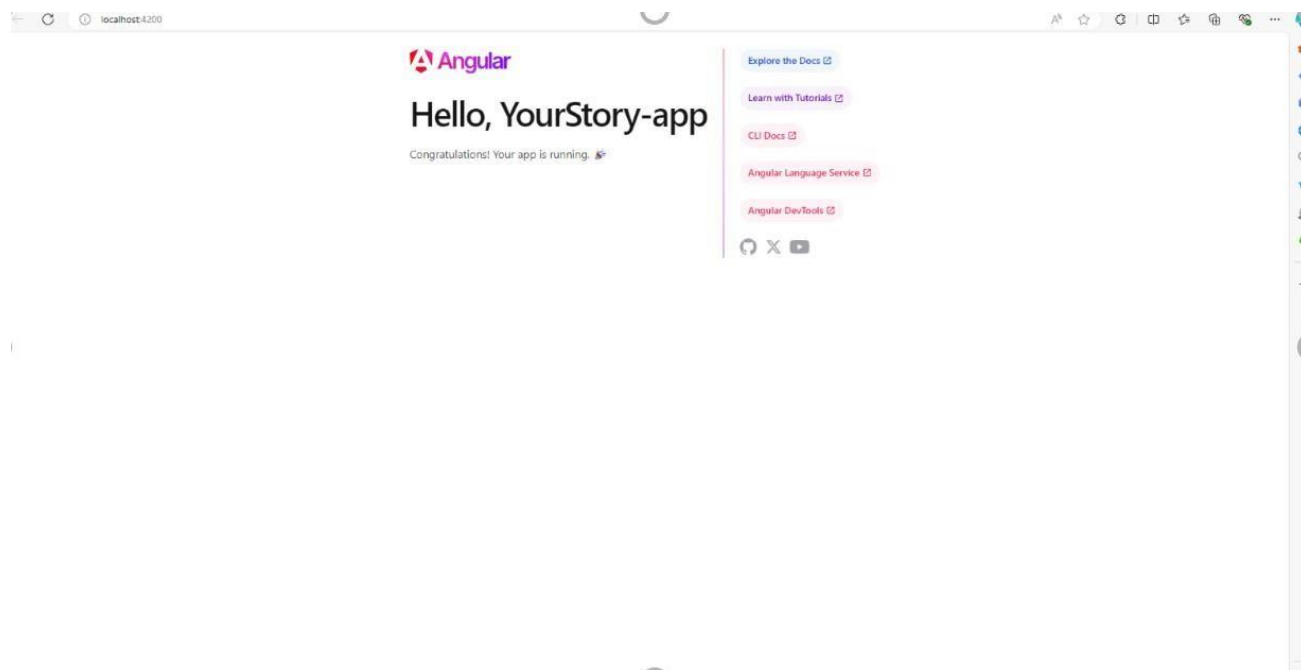 localhost:4200
Angular
Hello, YourStory-app
Congratulations! Your app is running. 🎉
Explore the Docs
Learn with Tutorials
CLI Docs
Angular Language Service
Angular DevTools